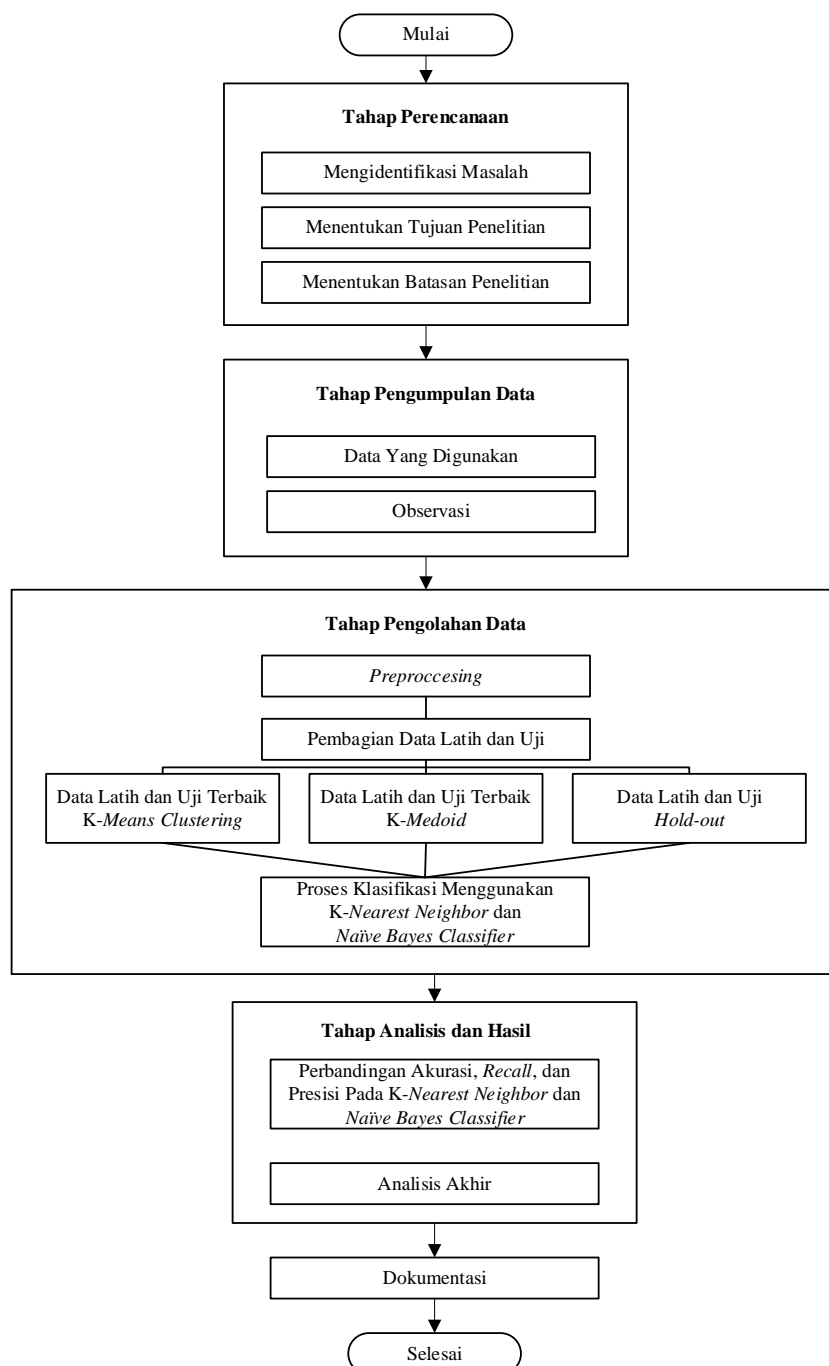 Mulai
Tahap Perencanaan
Mengidentifikasi Masalah
Menentukan Tujuan Penelitian
Menentukan Batasan Penelitian
Tahap Pengumpulan Data
Data Yang Digunakan
Observasi
Tahap Pengolahan Data
Preproccesing
Pembagian Data Latih dan Uji
Data Latih dan Uji Terbaik
K-Means Clustering
Data Latih dan Uji Terbaik
K-Medoid
Data Latih dan Uji
Hold-out
Proses Klasifikasi Menggunakan
K-Nearest Neighbor dan
Naïve Bayes Classifier
Tahap Analisis dan Hasil
Perbandingan Akurasi, Recall, dan
Presisi Pada K-Nearest Neighbor dan
Naïve Bayes Classifier
Analisis Akhir
Dokumentasi
Selesai